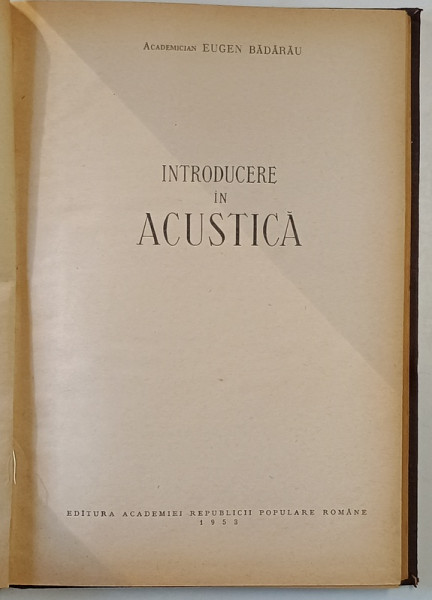 Academician EUGEN BĂDĂRĂU
INTRODUCERE
ÎN
ACUSTICĂ
EDITURA ACADEMIEI REPUBLICII POPULARE ROMÂNE
1953